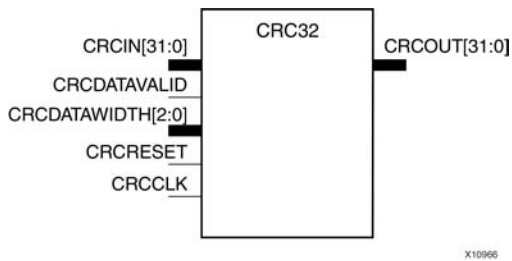 CRC32
CRCIN[31:0]
CRCOUT[31:0]
CRCDATAVALID
CRCDATAWIDTH[2:0]
CRCRESET
CRCCLK
X10966